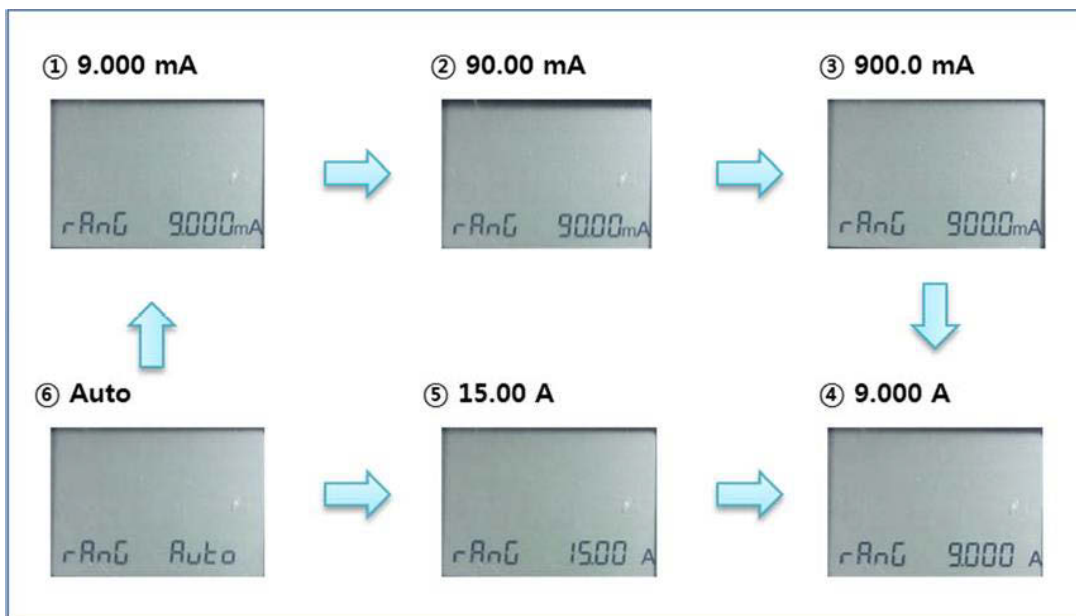 ① 9.000 mA
② 90.00 mA
③ 900.0 mA
rAnG 9.000mA
rAnG 90.00mA
rAnG 900.0mA
⑥ Auto
⑤ 15.00 A
④ 9.000 A
rAnG Auto
rAnG 15.00 A
rAnG 9.000 A